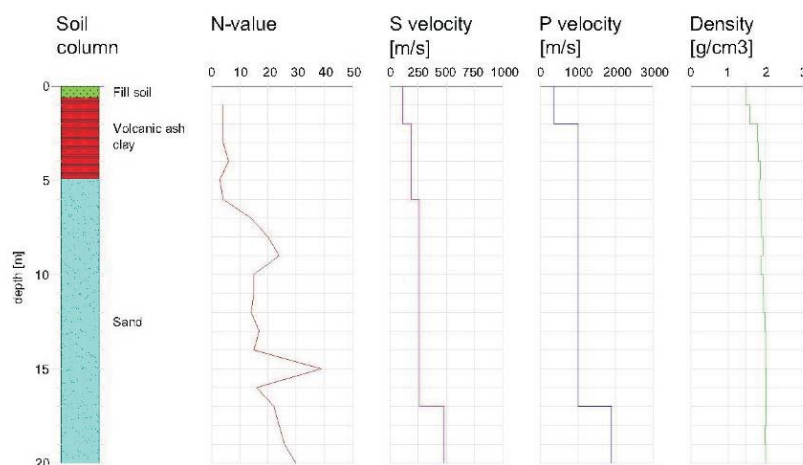 Soil
column
N-value
S velocity
[m/s]
P velocity
[m/s]
Density
[g/cm3]
0 10 20 30 40 50
0 250 500 750 1000
0 1000 2000 3000
0 1 2 3
0
Fill soil
Volcanic ash
clay
5
depth [m]
10
Sand
15
20